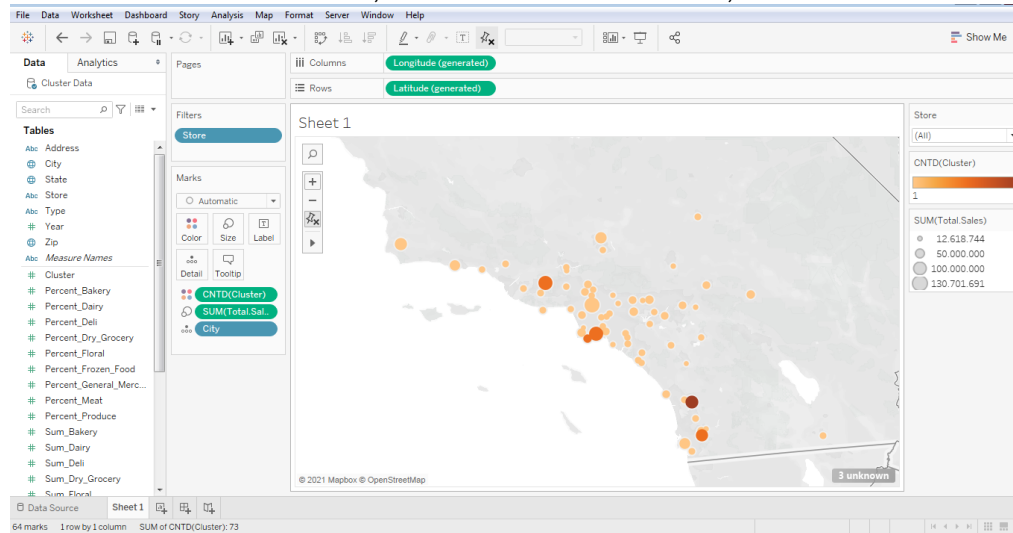 File Data Worksheet Dashboard Story Analysis Map Format Server Window Help
Show Me
Data Analytics
Cluster Data
Search
Tables
Abc Address
City
State
Abc Store
Abc Type
# Year
Zip
Abc Measure Names
# Cluster
# Percent_Bakery
# Percent_Dairy
# Percent_Deli
# Percent_Dry_Grocery
# Percent_Floral
# Percent_Frozen_Food
# Percent_General_Merc...
# Percent_Meat
# Percent_Produce
# Sum_Bakery
# Sum_Dairy
# Sum_Deli
# Sum_Dry_Grocery
# Sum_Floral
Pages
Filters
Store
Marks
Automatic
Color Size Label
Detail Tooltip
CNTD(Cluster)
SUM(Total.Sal..
City
iii Columns Longitude (generated)
Rows Latitude (generated)
Sheet 1
© 2021 Mapbox © OpenStreetMap
3 unknown
Store
(All)
CNTD(Cluster)
1
SUM(Total.Sales)
12.618.744
50.000.000
100.000.000
130.701.691
Data Source Sheet 1
64 marks 1 row by 1 column SUM of CNTD(Cluster): 73